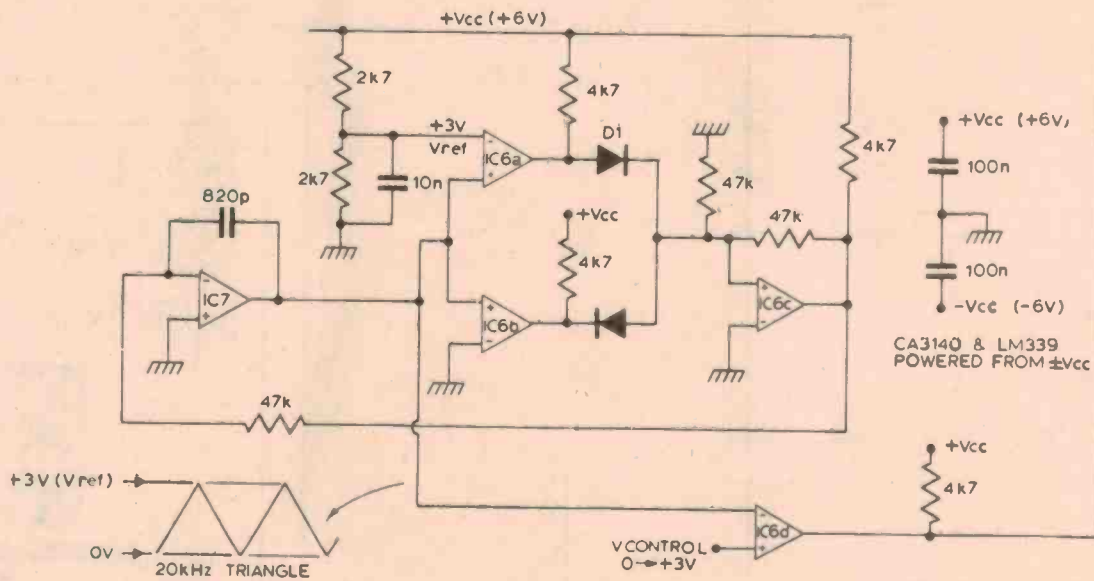 +Vcc (+6V)
2k7
4k7
+3V
Vref
2k7
10n
IC6a
D1
47k
4k7
+Vcc (+6V,
100n
820p
IC7
+Vcc
4k7
47k
IC6b
IC6c
100n
-Vcc (-6V)
CA3140 & LM339
POWERED FROM ±Vcc
47k
+3V (Vref)
0V
20kHz TRIANGLE
+Vcc
4k7
IC6d
V CONTROL
0→+3V